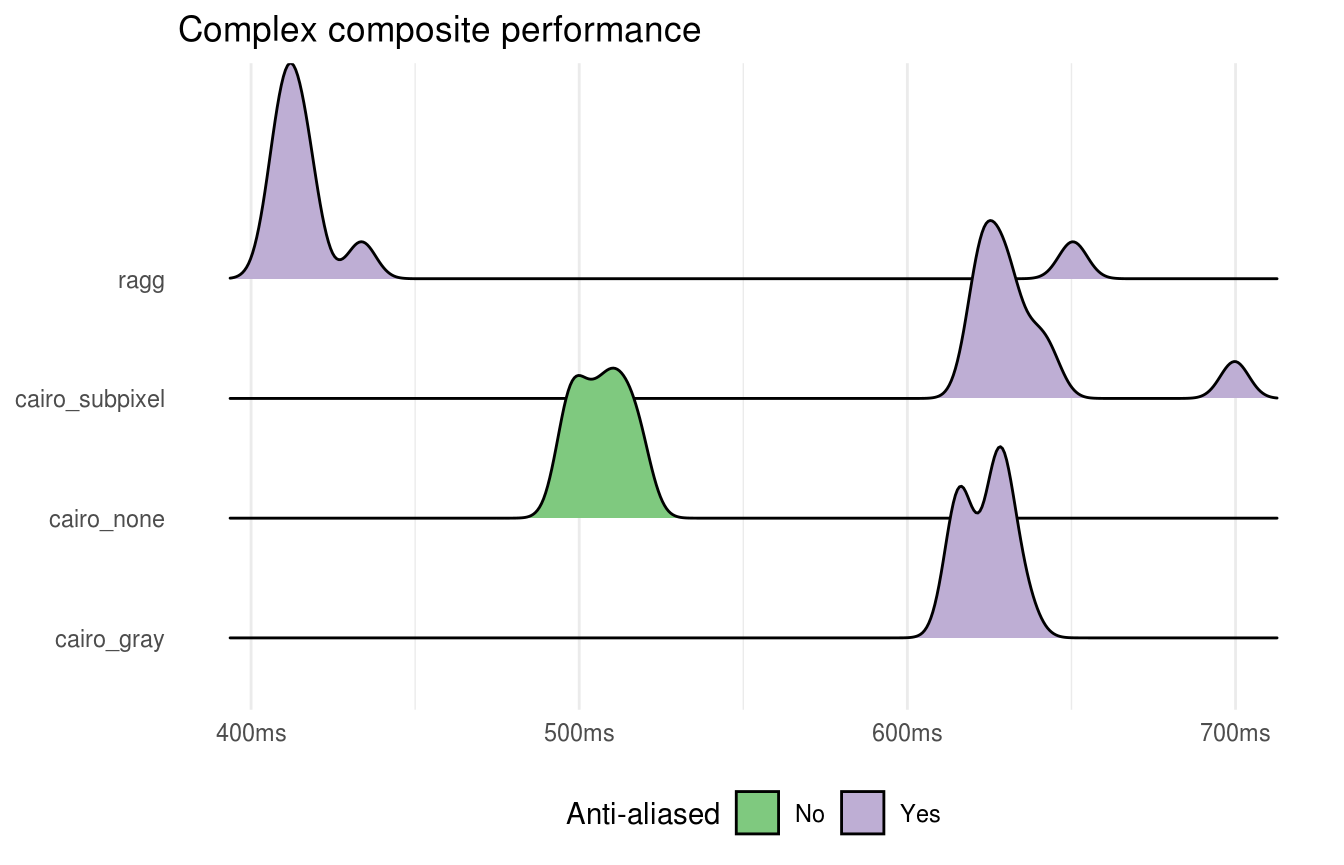 Complex composite performance
ragg
cairo_subpixel
cairo_none
cairo_gray
400ms 500ms 600ms 700ms
Anti-aliased No Yes